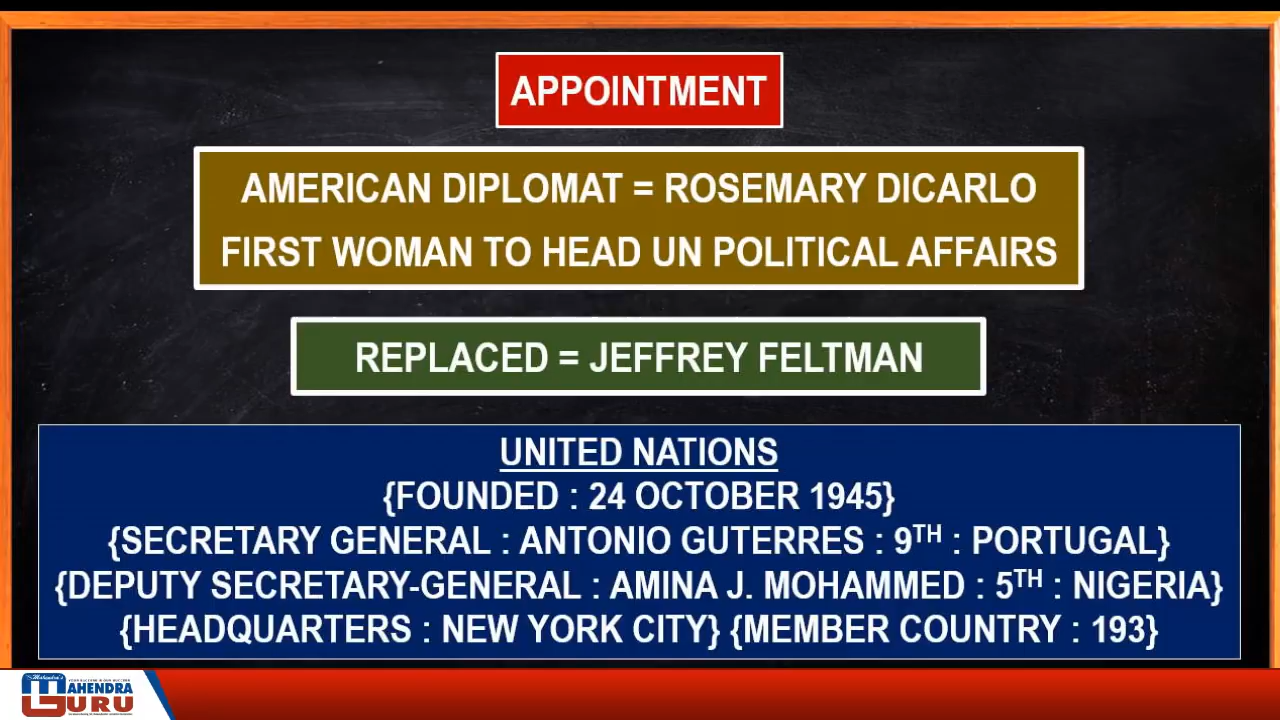 APPOINTMENT
AMERICAN DIPLOMAT = ROSEMARY DICARLO
FIRST WOMAN TO HEAD UN POLITICAL AFFAIRS
REPLACED = JEFFREY FELTMAN
UNITED NATIONS
{FOUNDED : 24 OCTOBER 1945}
{SECRETARY GENERAL : ANTONIO GUTERRES : 9TH : PORTUGAL}
{DEPUTY SECRETARY-GENERAL : AMINA J. MOHAMMED : 5TH : NIGERIA}
{HEADQUARTERS : NEW YORK CITY} {MEMBER COUNTRY : 193}
Mahendra's
MAHENDRA
GURU